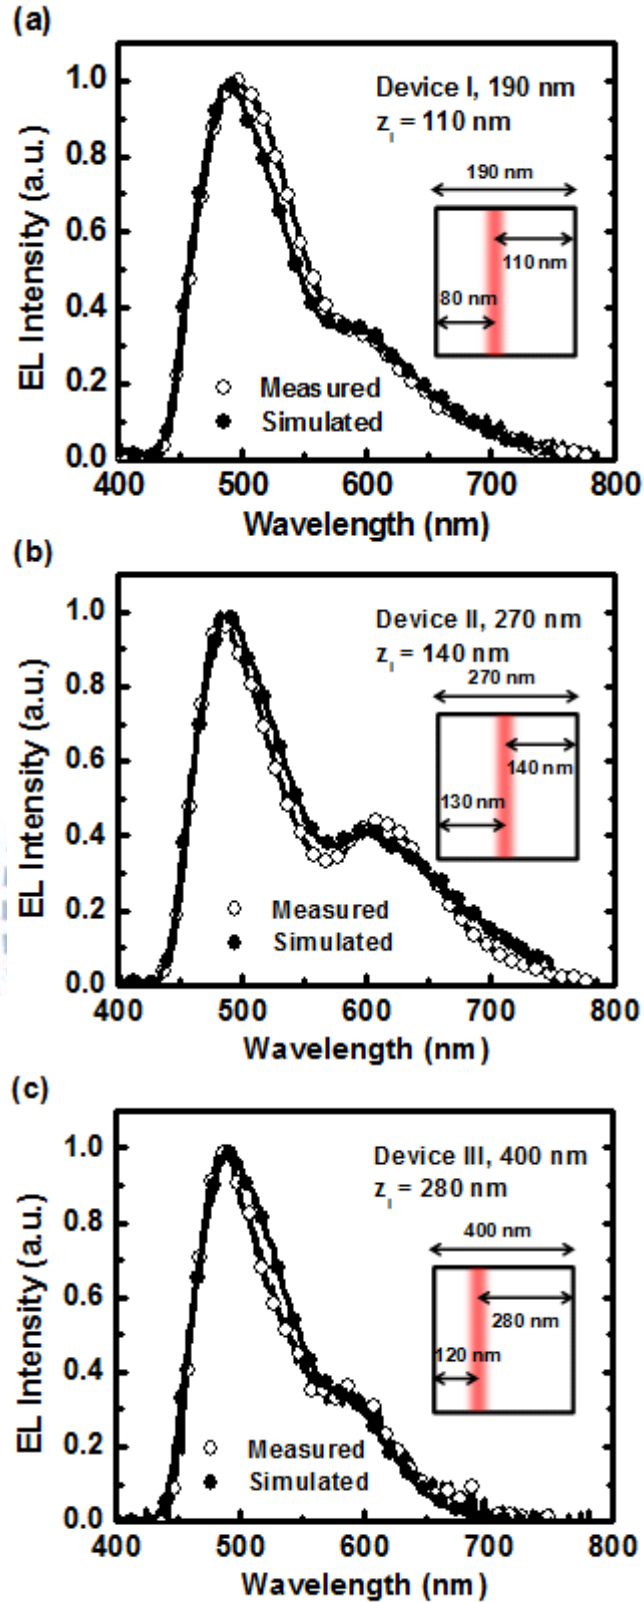 (a)
EL Intensity (a.u.)
1.0
0.8
0.6
0.4
0.2
0.0
Device I, 190 nm
zᵢ = 110 nm
190 nm
110 nm
80 nm
Measured
Simulated
400 500 600 700 800
Wavelength (nm)
(b)
EL Intensity (a.u.)
1.0
0.8
0.6
0.4
0.2
0.0
Device II, 270 nm
zᵢ = 140 nm
270 nm
140 nm
130 nm
Measured
Simulated
400 500 600 700 800
Wavelength (nm)
(c)
EL Intensity (a.u.)
1.0
0.8
0.6
0.4
0.2
0.0
Device III, 400 nm
zᵢ = 280 nm
400 nm
280 nm
120 nm
Measured
Simulated
400 500 600 700 800
Wavelength (nm)